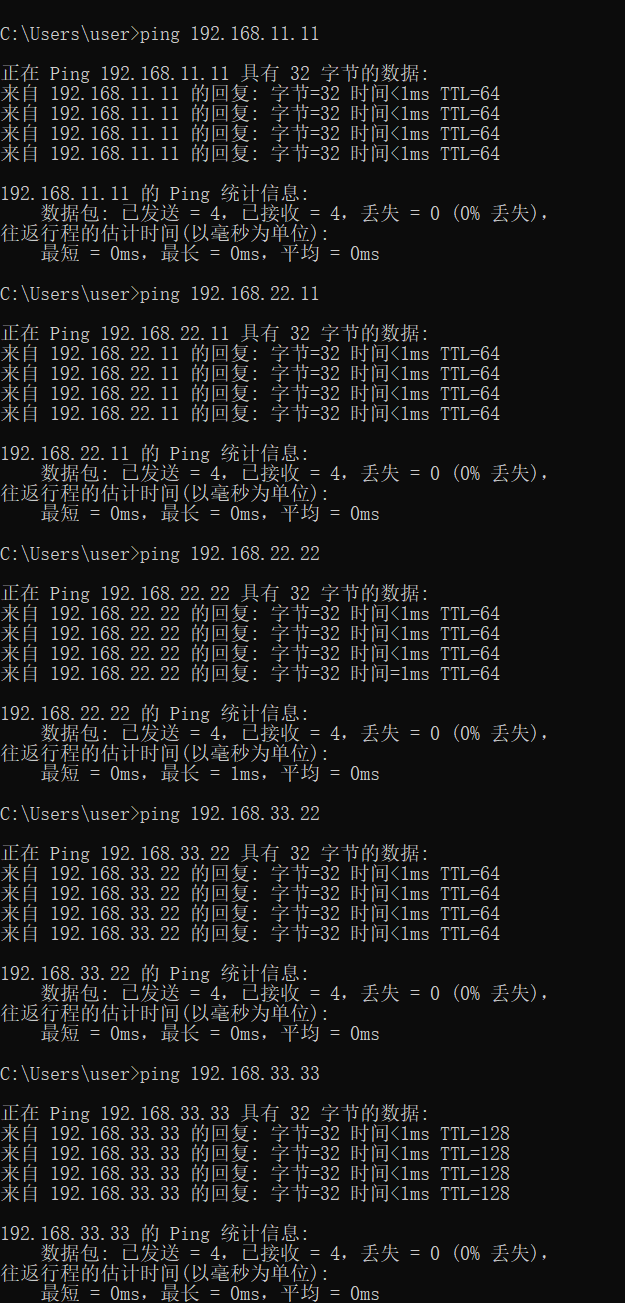 C:\Users\user>ping 192.168.11.11
正在 Ping 192.168.11.11 具有 32 字节的数据:
来自 192.168.11.11 的回复: 字节=32 时间<1ms TTL=64
来自 192.168.11.11 的回复: 字节=32 时间<1ms TTL=64
来自 192.168.11.11 的回复: 字节=32 时间<1ms TTL=64
来自 192.168.11.11 的回复: 字节=32 时间<1ms TTL=64
192.168.11.11 的 Ping 统计信息:
数据包: 已发送 = 4，已接收 = 4，丢失 = 0 (0% 丢失)，
往返行程的估计时间(以毫秒为单位):
最短 = 0ms，最长 = 0ms，平均 = 0ms
C:\Users\user>ping 192.168.22.11
正在 Ping 192.168.22.11 具有 32 字节的数据:
来自 192.168.22.11 的回复: 字节=32 时间<1ms TTL=64
来自 192.168.22.11 的回复: 字节=32 时间<1ms TTL=64
来自 192.168.22.11 的回复: 字节=32 时间<1ms TTL=64
来自 192.168.22.11 的回复: 字节=32 时间<1ms TTL=64
192.168.22.11 的 Ping 统计信息:
数据包: 已发送 = 4，已接收 = 4，丢失 = 0 (0% 丢失)，
往返行程的估计时间(以毫秒为单位):
最短 = 0ms，最长 = 0ms，平均 = 0ms
C:\Users\user>ping 192.168.22.22
正在 Ping 192.168.22.22 具有 32 字节的数据:
来自 192.168.22.22 的回复: 字节=32 时间<1ms TTL=64
来自 192.168.22.22 的回复: 字节=32 时间<1ms TTL=64
来自 192.168.22.22 的回复: 字节=32 时间<1ms TTL=64
来自 192.168.22.22 的回复: 字节=32 时间=1ms TTL=64
192.168.22.22 的 Ping 统计信息:
数据包: 已发送 = 4，已接收 = 4，丢失 = 0 (0% 丢失)，
往返行程的估计时间(以毫秒为单位):
最短 = 0ms，最长 = 1ms，平均 = 0ms
C:\Users\user>ping 192.168.33.22
正在 Ping 192.168.33.22 具有 32 字节的数据:
来自 192.168.33.22 的回复: 字节=32 时间<1ms TTL=64
来自 192.168.33.22 的回复: 字节=32 时间<1ms TTL=64
来自 192.168.33.22 的回复: 字节=32 时间<1ms TTL=64
来自 192.168.33.22 的回复: 字节=32 时间<1ms TTL=64
192.168.33.22 的 Ping 统计信息:
数据包: 已发送 = 4，已接收 = 4，丢失 = 0 (0% 丢失)，
往返行程的估计时间(以毫秒为单位):
最短 = 0ms，最长 = 0ms，平均 = 0ms
C:\Users\user>ping 192.168.33.33
正在 Ping 192.168.33.33 具有 32 字节的数据:
来自 192.168.33.33 的回复: 字节=32 时间<1ms TTL=128
来自 192.168.33.33 的回复: 字节=32 时间<1ms TTL=128
来自 192.168.33.33 的回复: 字节=32 时间<1ms TTL=128
来自 192.168.33.33 的回复: 字节=32 时间<1ms TTL=128
192.168.33.33 的 Ping 统计信息:
数据包: 已发送 = 4，已接收 = 4，丢失 = 0 (0% 丢失)，
往返行程的估计时间(以毫秒为单位):
最短 = 0ms，最长 = 0ms，平均 = 0ms